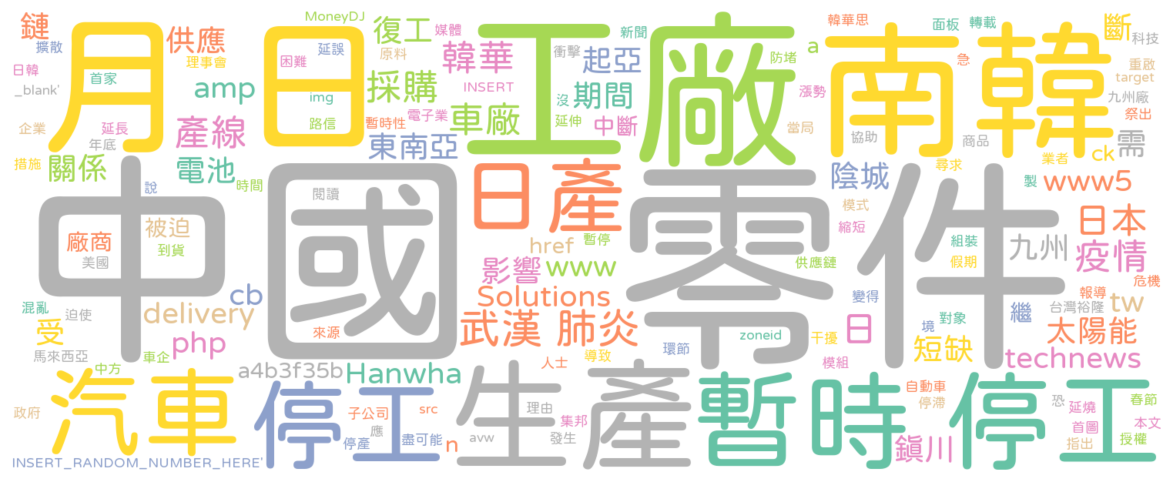 鏈 MoneyDJ 復工 媒體 新聞 韓華思 面板 轉載 斷
擴散 供應 延誤 韓華 衝擊 起亞 防堵 a 急 科技
日韓 理事會 困難 原料 漲勢 重啟
_blank' 首家 月 日 工 廠 南韓 target
amp 採購 INSERT 沒 期間 九州廠
企業 延長 img 電子業 延伸 中斷 當局 商品 祭出
年底 產線 路信 暫時性 車廠 協助 需
措施 關係 電池 東南亞 尋求 業者 ck
時間 說 閱讀 日產 陰城 製 www5
中國 零件
廠商 被迫 href 暫停 模式 日本
美國 到貨 影響 www 縮短 組裝 九州 疫情
供應鏈 假期 危機
cb Solutions 變得 報導 tw
混亂 迫使 delivery 台灣裕隆
受 php 來源 武漢 肺炎 zoneid 干擾 日 境 對象 繼 太陽能
馬來西亞 車企 環節 短缺
中方 a4b3f35b Hanwha 人士 導致 模組 technews
汽車 停工 生產 暫時 停工
政府 子公司 src 理由 集邦 自動車 恐 春節
應 停滯 延燒 本文
停產 盡可能 n avw 發生 鎮川 首圖 授權
指出
INSERT_RANDOM_NUMBER_HERE'